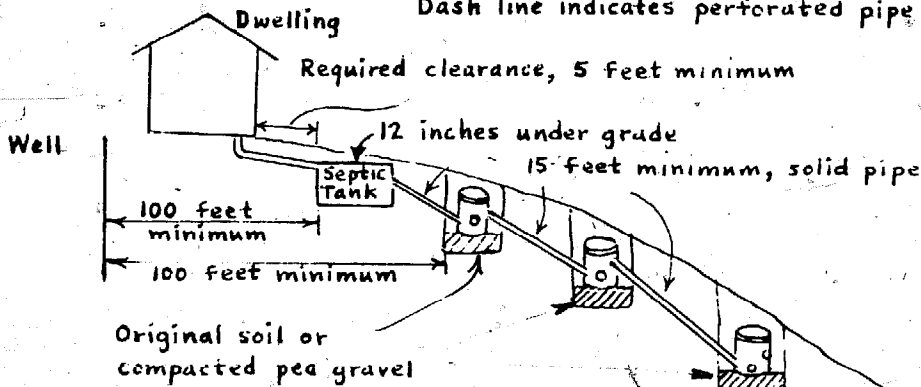 Dash line indicates perforated pipe
Dwelling
Required clearance, 5 feet minimum
Well
12 inches under grade
15 feet minimum, solid pipe
Septic
Tank
100 feet
minimum
100 feet minimum
Original soil or
compacted pea gravel